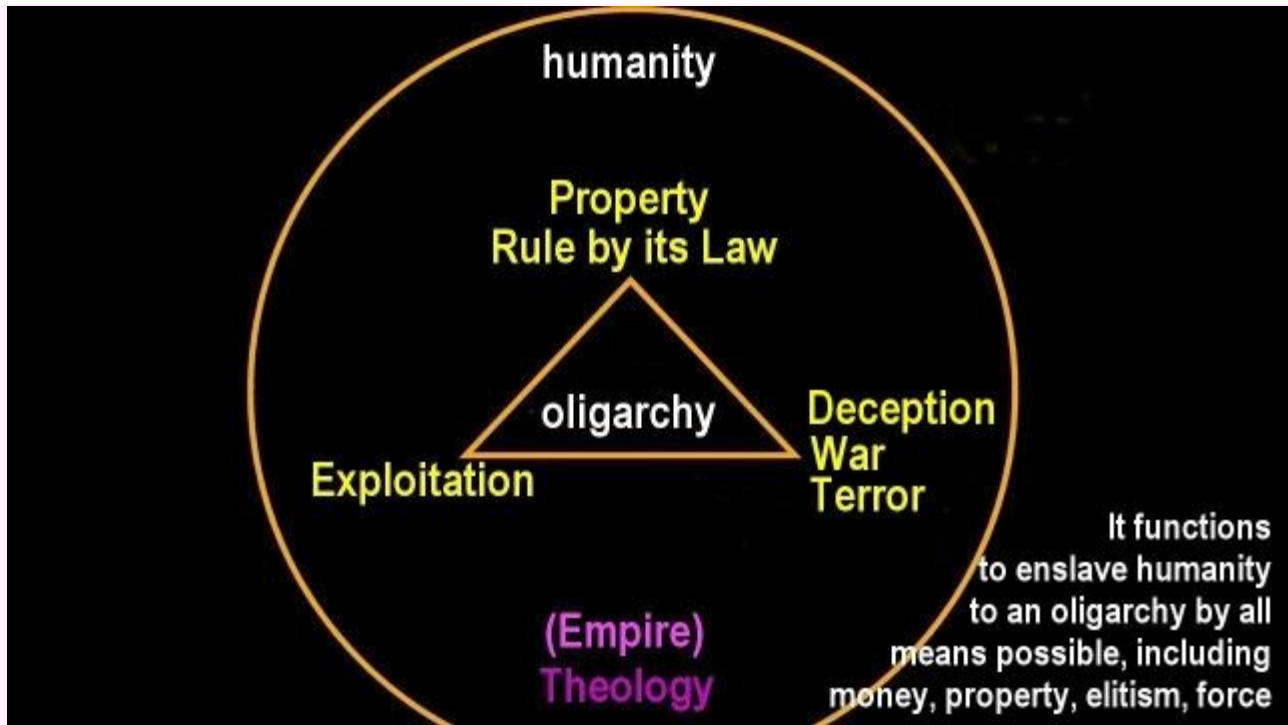 humanity
Property
Rule by its Law
oligarchy
Exploitation
Deception
War
Terror
(Empire)
Theology
It functions
to enslave humanity
to an oligarchy by all
means possible, including
money, property, elitism, force